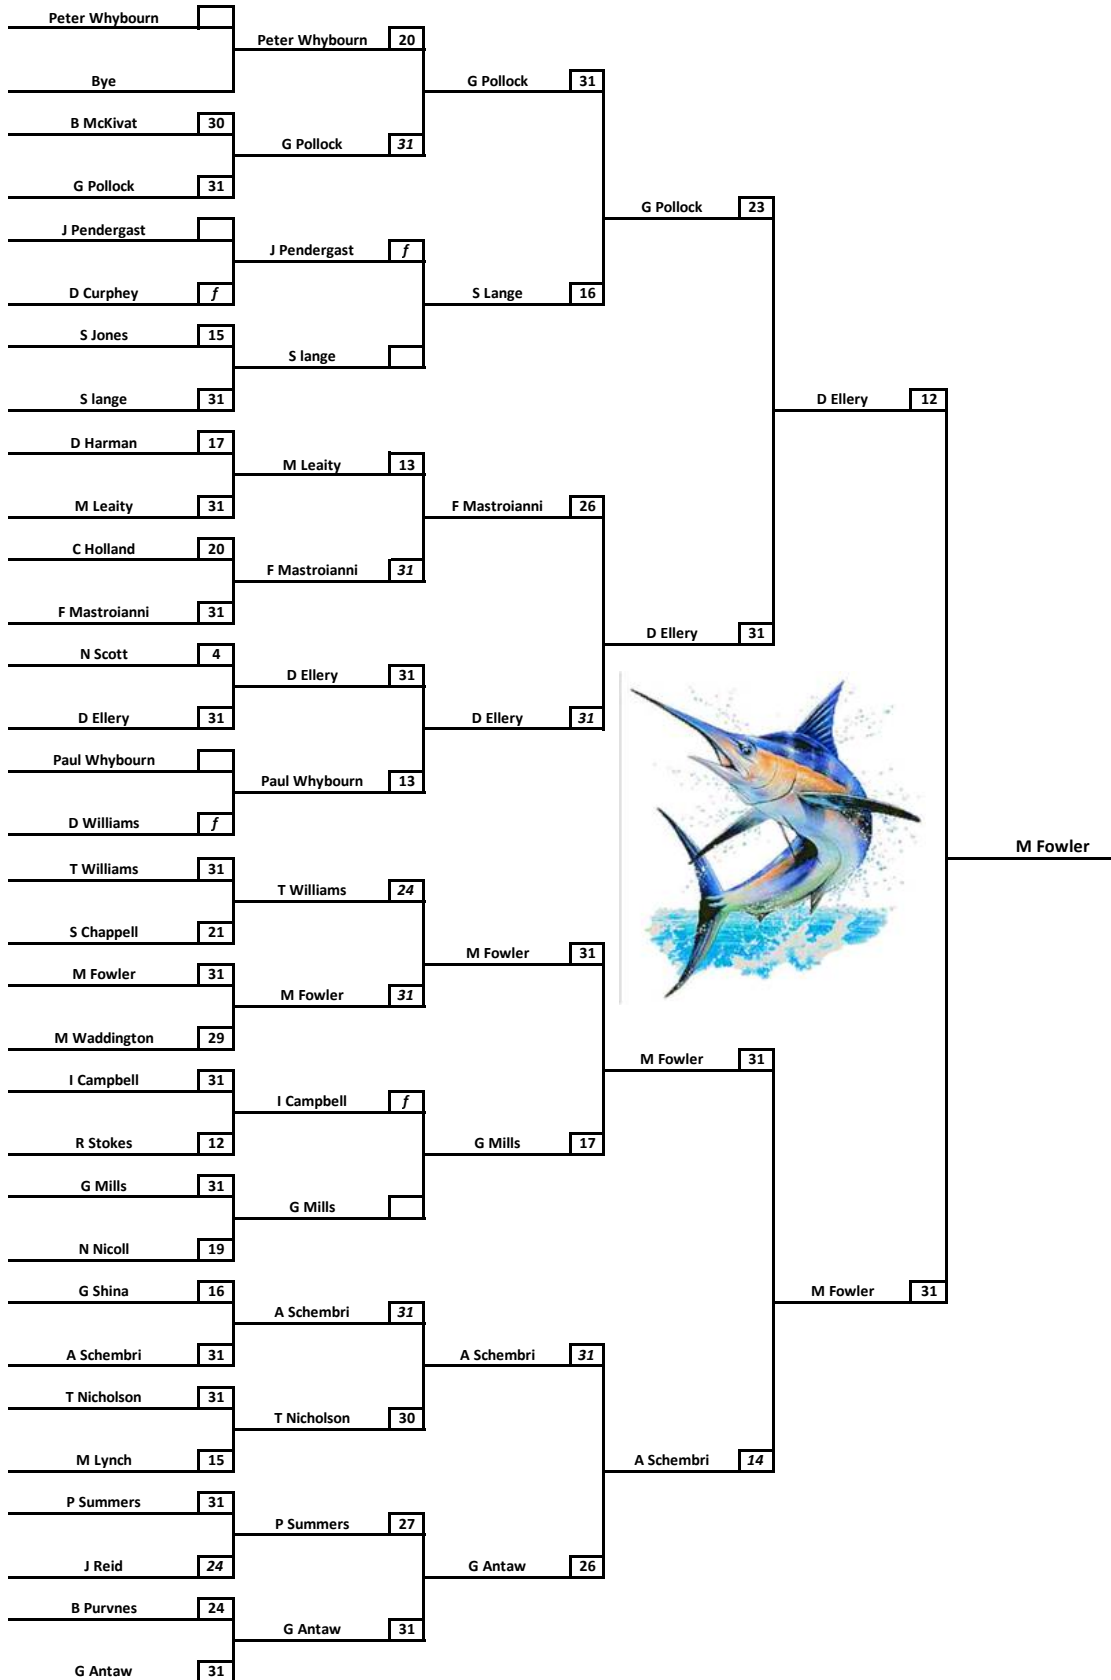 Peter Whybourn
Peter Whybourn 20
Bye
G Pollock 31
B McKivat 30
G Pollock 31
G Pollock 31
G Pollock 23
J Pendergast
J Pendergast f
D Curphey f
S Lange 16
S Jones 15
S lange
S lange 31
D Ellery 12
D Harman 17
M Leaity 13
M Leaity 31
F Mastroianni 26
C Holland 20
F Mastroianni 31
F Mastroianni 31
D Ellery 31
N Scott 4
D Ellery 31
D Ellery 31
D Ellery 31
Paul Whybourn
Paul Whybourn 13
D Williams f
M Fowler
T Williams 31
T Williams 24
S Chappell 21
M Fowler 31
M Fowler 31
M Fowler 31
M Waddington 29
M Fowler 31
I Campbell 31
I Campbell f
R Stokes 12
G Mills 17
G Mills 31
G Mills
N Nicoll 19
G Shina 16
M Fowler 31
A Schembri 31
A Schembri 31
A Schembri 31
T Nicholson 31
T Nicholson 30
M Lynch 15
A Schembri 14
P Summers 31
P Summers 27
J Reid 24
G Antaw 26
B Purvnes 24
G Antaw 31
G Antaw 31